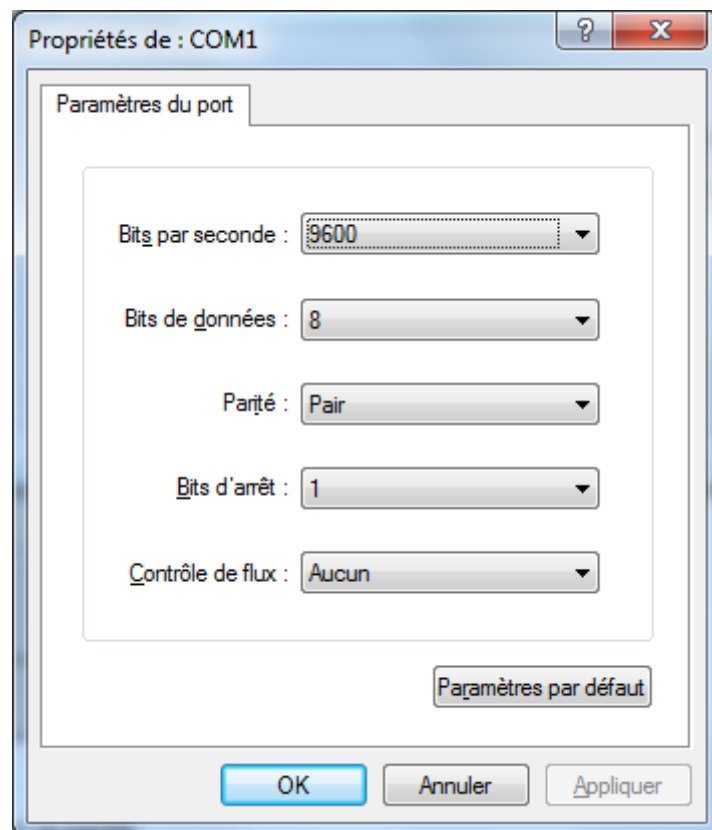 Propriétés de : COM1
Paramètres du port
Bits par seconde : 9600
Bits de données : 8
Parité : Pair
Bits d'arrêt : 1
Contrôle de flux : Aucun
Paramètres par défaut
OK Annuler Appliquer